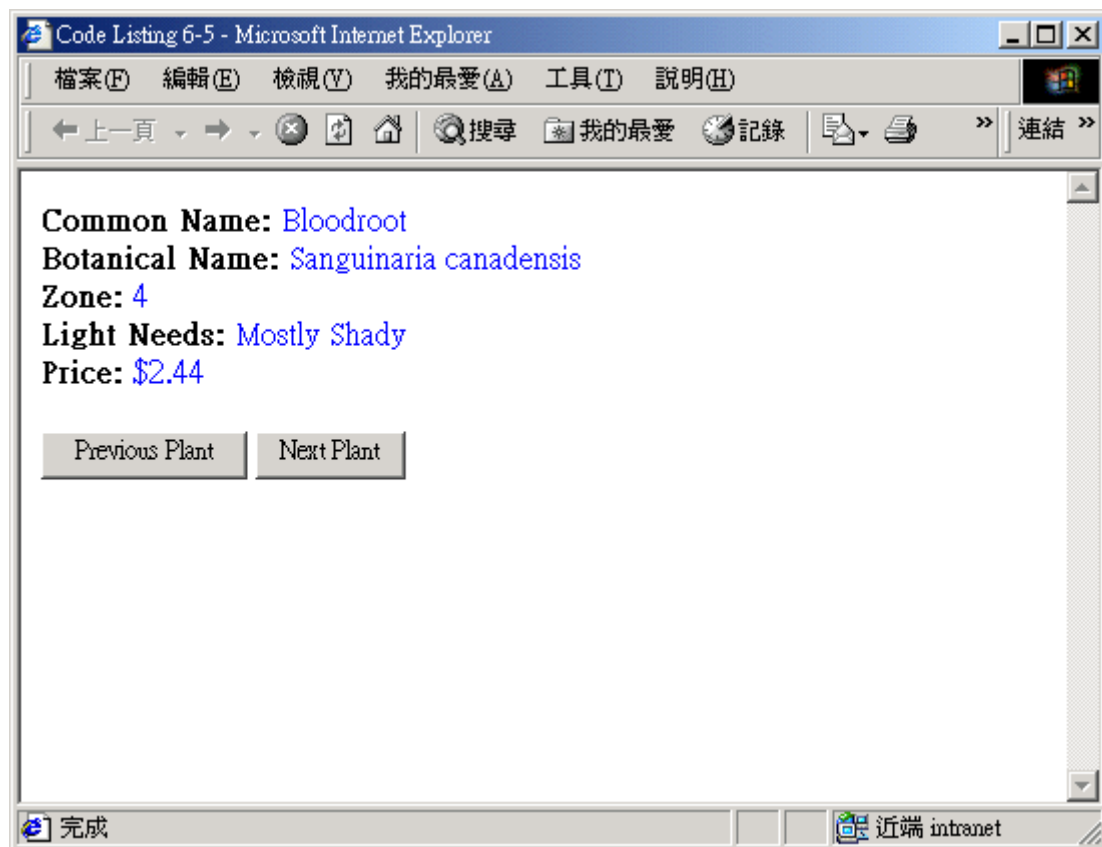 Code Listing 6-5 - Microsoft Internet Explorer
檔案(F) 編輯(E) 檢視(V) 我的最愛(A) 工具(T) 說明(H)
上一頁 搜尋 我的最愛 記錄 » 連結 »
Common Name: Bloodroot
Botanical Name: Sanguinaria canadensis
Zone: 4
Light Needs: Mostly Shady
Price: $2.44
Previous Plant Next Plant
完成 近端 intranet